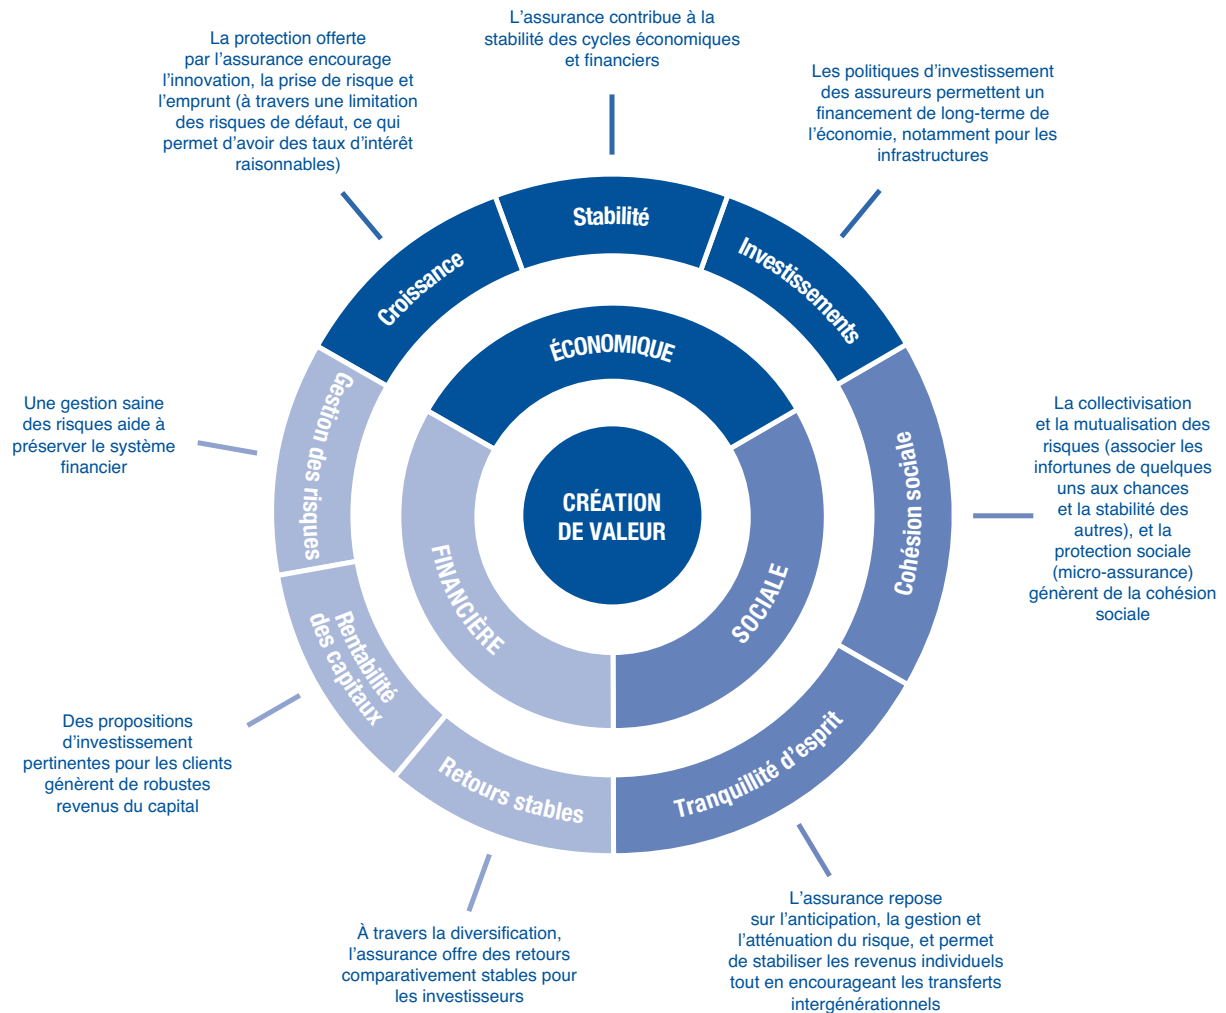 L'assurance contribue à la
stabilité des cycles économiques
et financiers
La protection offerte
par l'assurance encourage
l'innovation, la prise de risque et
l'emprunt (à travers une limitation
des risques de défaut, ce qui
permet d'avoir des taux d'intérêt
raisonnables)
Les politiques d'investissement
des assureurs permettent un
financement de long-terme de
l'économie, notamment pour les
infrastructures
Stabilité
Croissance
Investissements
ÉCONOMIQUE
Gestion des risques
Une gestion saine
des risques aide à
préserver le système
financier
Cohésion sociale
La collectivisation
et la mutualisation des
risques (associer les
infortunes de quelques
uns aux chances
et la stabilité des
autres), et la
protection sociale
(micro-assurance)
génèrent de la cohésion
sociale
CRÉATION
DE VALEUR
FINANCIÈRE
SOCIALE
Rentabilité
des capitaux
Des propositions
d'investissement
pertinentes pour les clients
génèrent de robustes
revenus du capital
Retours stables
Tranquillité d'esprit
À travers la diversification,
l'assurance offre des retours
comparativement stables pour
les investisseurs
L'assurance repose
sur l'anticipation, la gestion et
l'atténuation du risque, et permet
de stabiliser les revenus individuels
tout en encourageant les transferts
intergénérationnels